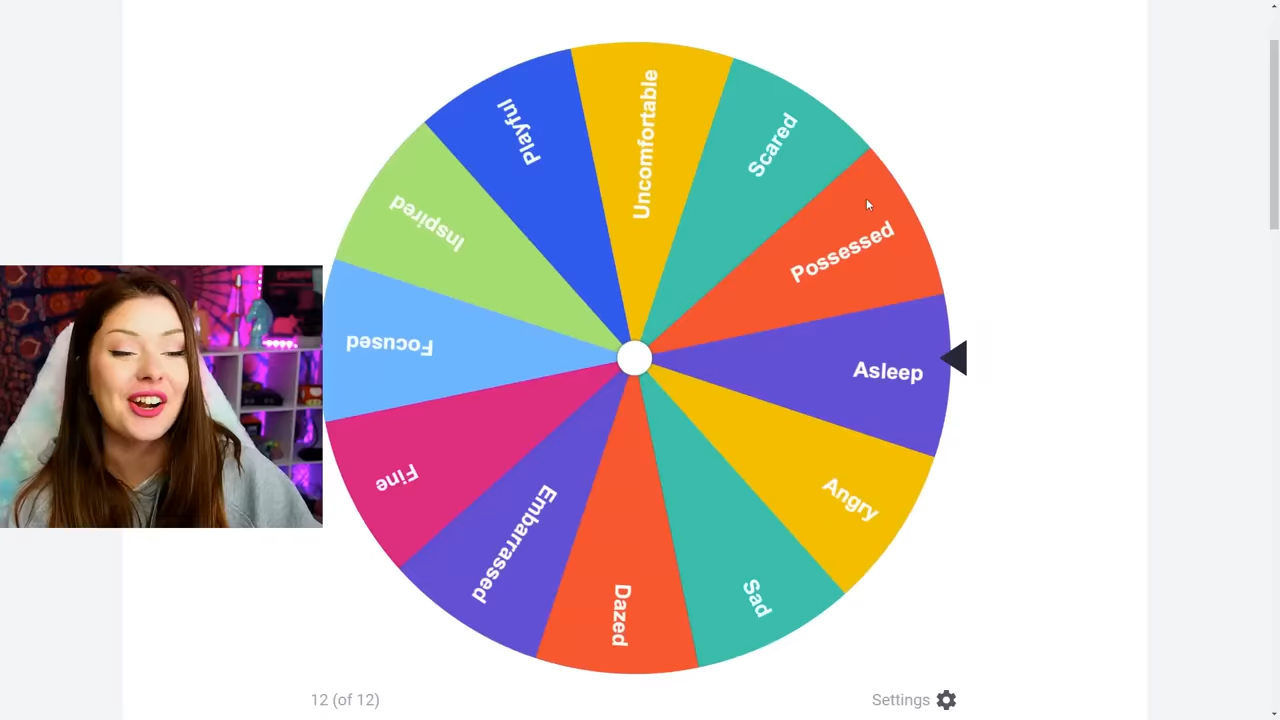 Uncomfortable
Scared
Possessed
Asleep
Angry
Sad
Dazed
Embarrassed
Fine
Focused
Inspired
Playful
12 (of 12)
Settings